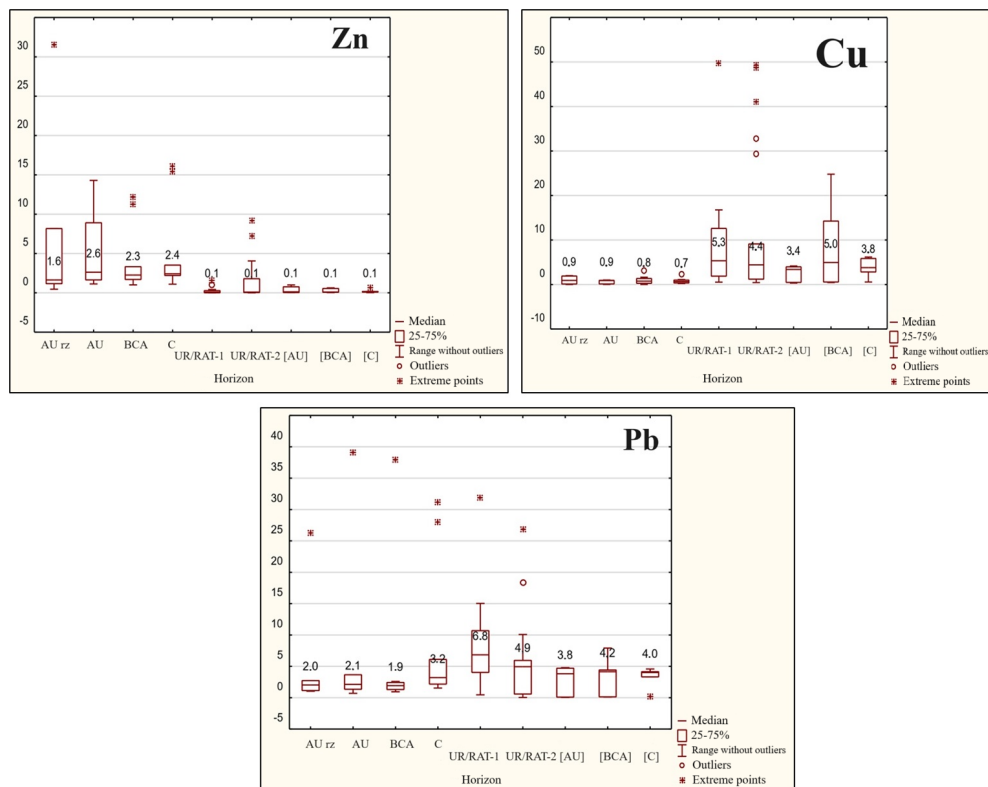 Zn
30
25
20
15
10
5
0
-5
1.6
2.6
2.3
2.4
0.1
0.1
0.1
0.1
0.1
AU rz AU BCA C UR/RAT-1 UR/RAT-2 [AU] [BCA] [C]
Horizon
Median
25-75%
Range without outliers
Outliers
Extreme points
Cu
50
40
30
20
10
0
-10
0.9
0.9
0.8
0.7
5.3
4.4
3.4
5.0
3.8
AU rz AU BCA C UR/RAT-1 UR/RAT-2 [AU] [BCA] [C]
Horizon
Median
25-75%
Range without outliers
Outliers
Extreme points
Pb
40
35
30
25
20
15
10
5
0
-5
2.0
2.1
1.9
3.2
6.8
4.9
3.8
4.2
4.0
AU rz AU BCA C UR/RAT-1 UR/RAT-2 [AU] [BCA] [C]
Horizon
Median
25-75%
Range without outliers
Outliers
Extreme points